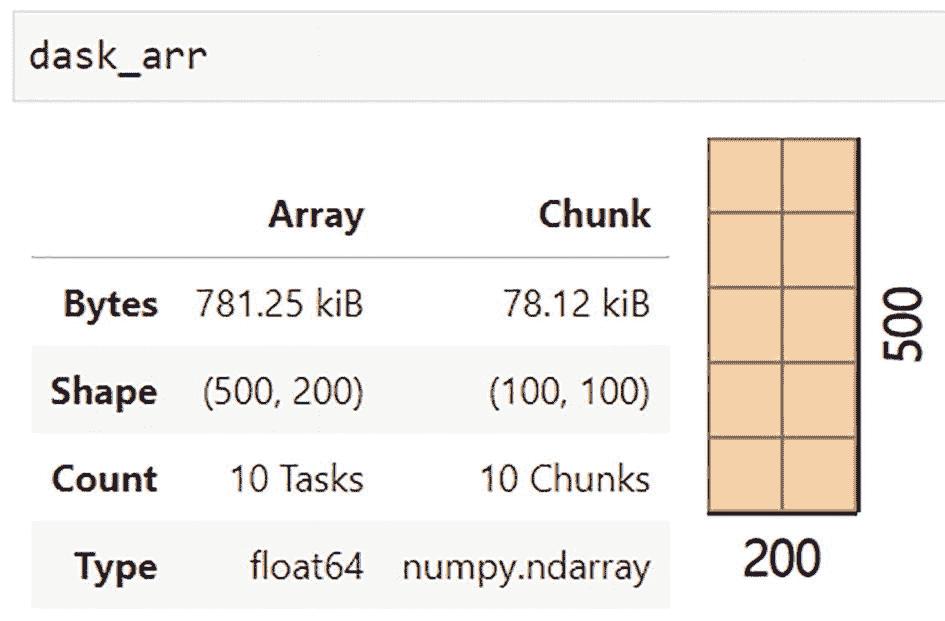 dask_arr
Array Chunk
Bytes 781.25 kiB 78.12 kiB
Shape (500, 200) (100, 100)
Count 10 Tasks 10 Chunks
Type float64 numpy.ndarray
500
200